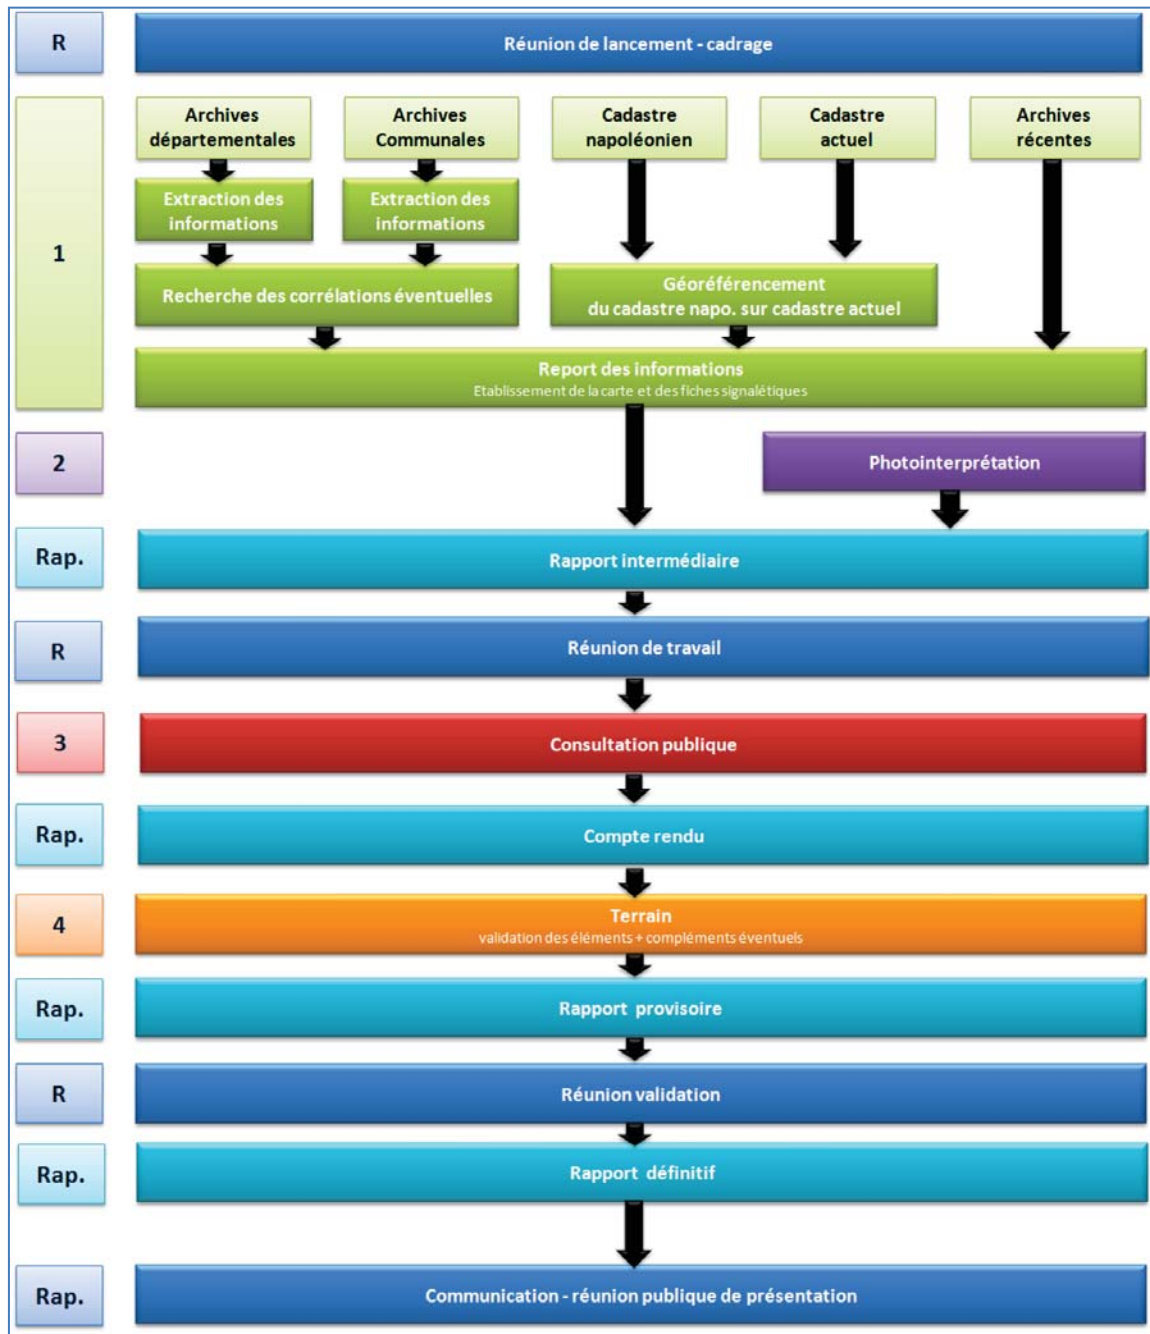 R
Réunion de lancement - cadrage
1
Archives
départementales
Archives
Communales
Cadastre
napoléonien
Cadastre
actuel
Archives
récentes
Extraction des
informations
Extraction des
informations
Recherche des corrélations éventuelles
Géoréférencement
du cadastre napo. sur cadastre actuel
Report des informations
Etablissement de la carte et des fiches signalétiques
2
Photointerprétation
Rap.
Rapport intermédiaire
R
Réunion de travail
3
Consultation publique
Rap.
Compte rendu
4
Terrain
validation des éléments + compléments éventuels
Rap.
Rapport provisoire
R
Réunion validation
Rap.
Rapport définitif
Rap.
Communication - réunion publique de présentation